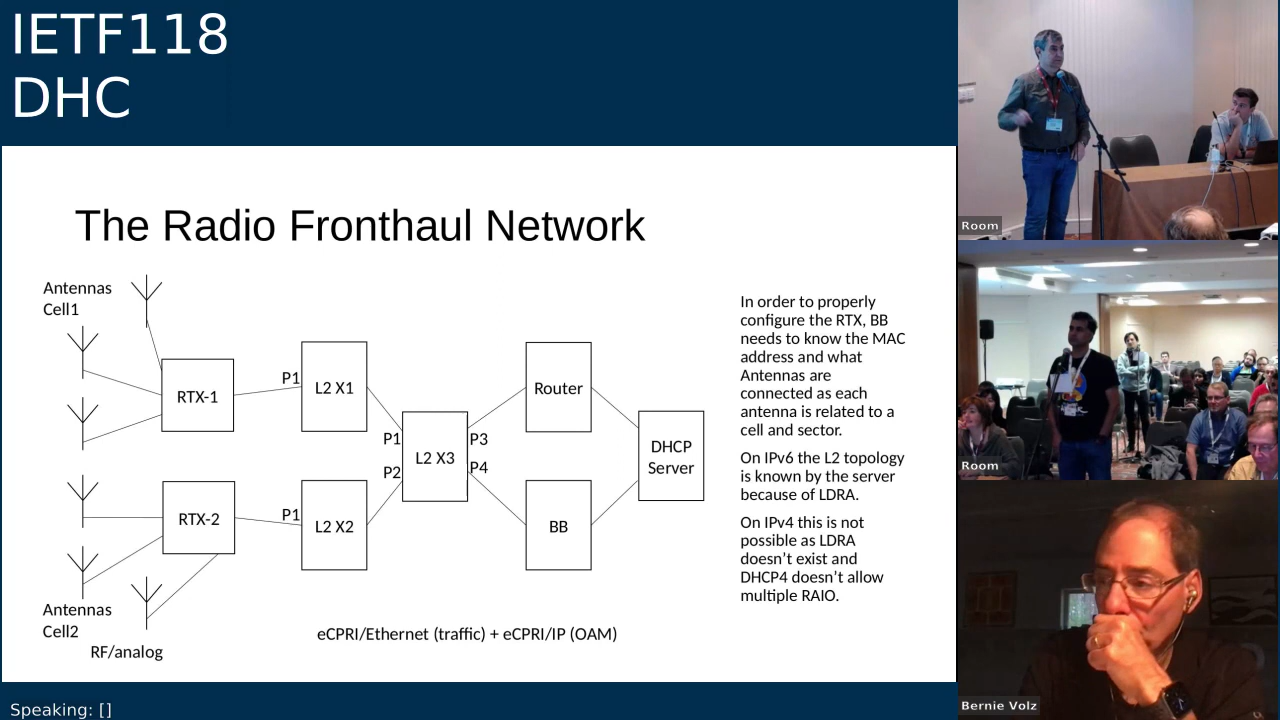 IETF118
DHC
The Radio Fronthaul Network
Antennas
Cell1
RTX-1
P1
L2 X1
P1
P2
L2 X3
P3
P4
Router
DHCP
Server
RTX-2
P1
L2 X2
BB
Antennas
Cell2
RF/analog
eCPRI/Ethernet (traffic) + eCPRI/IP (OAM)
In order to properly
configure the RTX, BB
needs to know the MAC
address and what
Antennas are
connected as each
antenna is related to a
cell and sector.
On IPv6 the L2 topology
is known by the server
because of LDRA.
On IPv4 this is not
possible as LDRA
doesn’t exist and
DHCP4 doesn’t allow
multiple RAIO.
Speaking: []
Room
Room
Bernie Volz